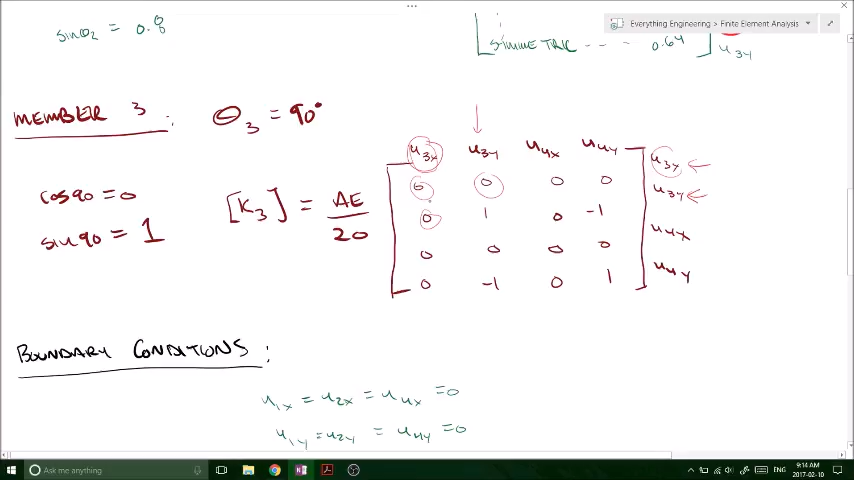 Everything Engineering > Finite Element Analysis
sinθ₂ = 0.8
SYMMETRIC - - - - 0.64
u3Y
MEMBER 3 : θ₃ = 90°
u3X u3Y u4X u4Y
0 0 0 0 u3X
cos90 = 0
[K₃] = AE/20
0 1 0 -1 u3Y
sin90 = 1
0 0 0 0 u4X
0 -1 0 1 u4Y
BOUNDARY CONDITIONS :
u1X = u2X = u4X = 0
u1Y = u2Y = u4Y = 0
Ask me anything
ENG
9:14 AM
2017-02-10